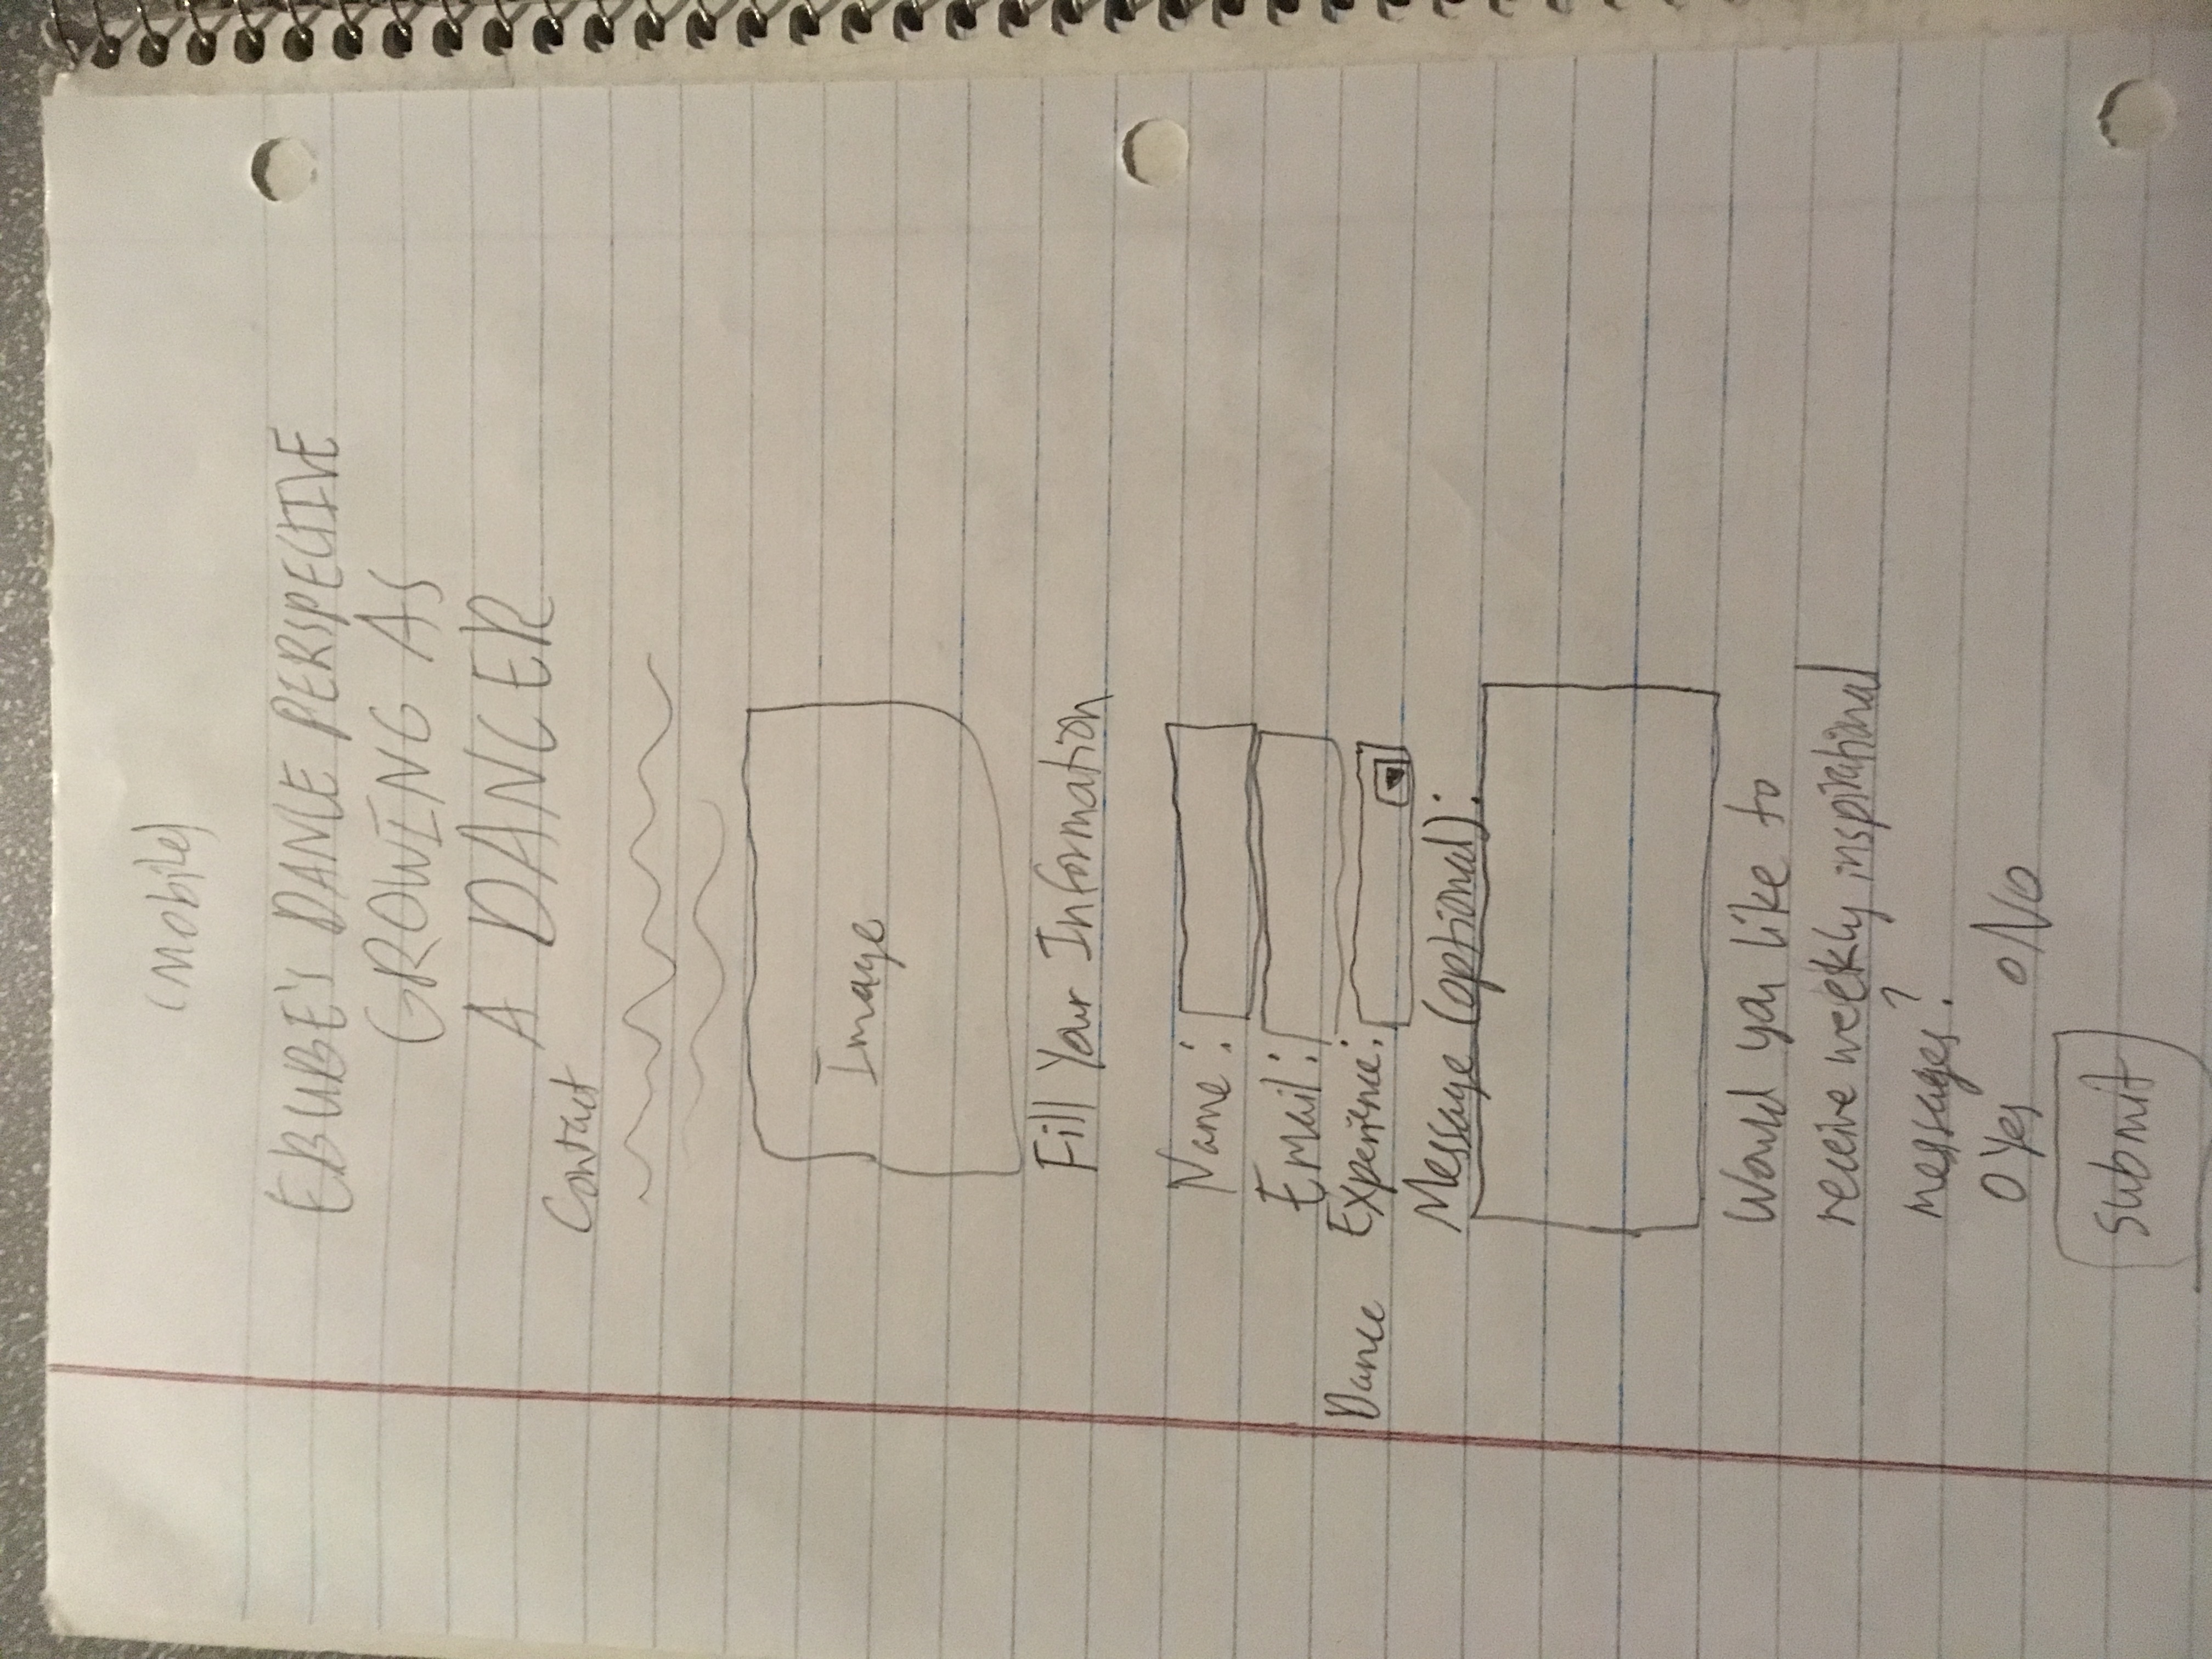 (Mobile)
EBUBE'S DANCE PERSPECTIVE
GROWING AS
A DANCER
Contact
Image
Fill Your Information
Name:
Email:
Dance Experience:
Message (optional):
Would you like to
receive weekly inspirational
messages?
O Yes o No
Submit